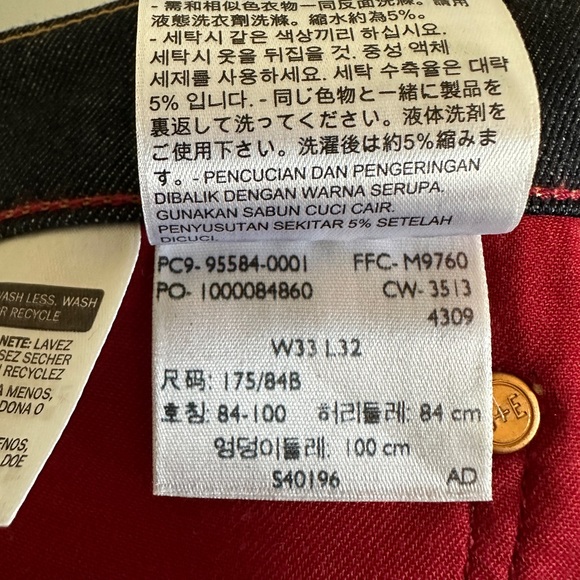 - 需和相似色衣物一同反面洗滌。請用
液態洗衣劑洗滌。縮水約為5%。
- 세탁시 같은 색상끼리 하십시요.
세탁시 옷을 뒤집을 것. 중성 액체
세제를 사용하세요. 세탁 수축율은 대략
5% 입니다. - 同じ色物と一緒に製品を
裏返して洗ってください。液体洗剤を
ご使用下さい。洗濯後は約5%縮みま
す。- PENCUCIAN DAN PENGERINGAN
DIBALIK DENGAN WARNA SERUPA.
GUNAKAN SABUN CUCI CAIR.
PENYUSUTAN SEKITAR 5% SETELAH
DICUCI.
PC9- 95584-0001 FFC- M9760
PO- 1000084860 CW- 3513
4309
W33 L32
尺码: 175/84B
호칭: 84-100 허리둘레: 84 cm
엉덩이둘레: 100 cm
S40196 AD
WASH LESS, WASH
RECYCLE
NETE: LAVEZ
SEZ SECHER
RECYCLEZ
A MENOS,
DONA O
ENOS,
DOE
+E